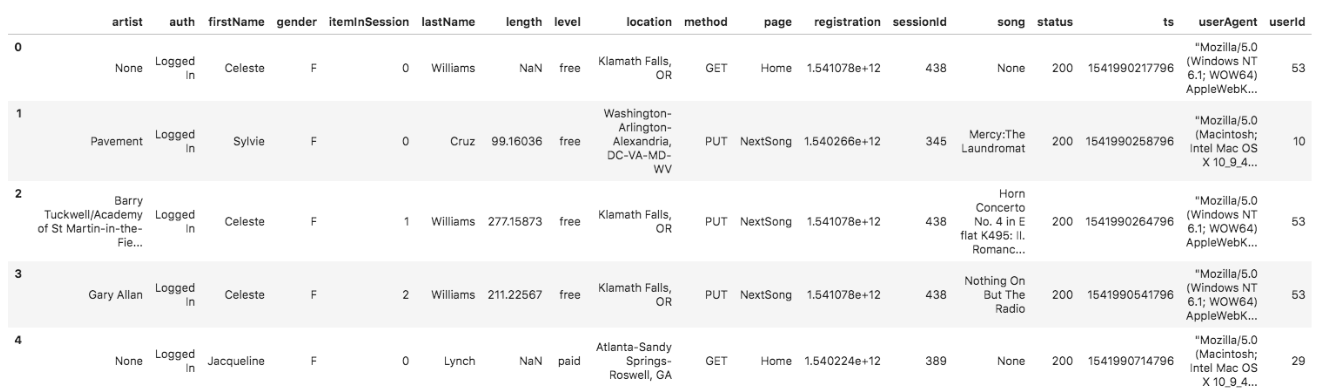 artist auth firstName gender itemInSession lastName length level location method page registration sessionId song status ts userAgent userId
0 None Logged In Celeste F 0 Williams NaN free Klamath Falls, OR GET Home 1.541078e+12 438 None 200 1541990217796 "Mozilla/5.0 (Windows NT 6.1; WOW64) AppleWebK... 53
1 Pavement Logged In Sylvie F 0 Cruz 99.16036 free Washington-Arlington-Alexandria, DC-VA-MD-WV PUT NextSong 1.540266e+12 345 Mercy:The Laundromat 200 1541990258796 "Mozilla/5.0 (Macintosh; Intel Mac OS X 10_9_4... 10
2 Barry Tuckwell/Academy of St Martin-in-the-Fie... Logged In Celeste F 1 Williams 277.15873 free Klamath Falls, OR PUT NextSong 1.541078e+12 438 Horn Concerto No. 4 in E flat K495: II. Romanc... 200 1541990264796 "Mozilla/5.0 (Windows NT 6.1; WOW64) AppleWebK... 53
3 Gary Allan Logged In Celeste F 2 Williams 211.22567 free Klamath Falls, OR PUT NextSong 1.541078e+12 438 Nothing On But The Radio 200 1541990541796 "Mozilla/5.0 (Windows NT 6.1; WOW64) AppleWebK... 53
4 None Logged In Jacqueline F 0 Lynch NaN paid Atlanta-Sandy Springs-Roswell, GA GET Home 1.540224e+12 389 None 200 1541990714796 "Mozilla/5.0 (Macintosh; Intel Mac OS X 10_9_4... 29